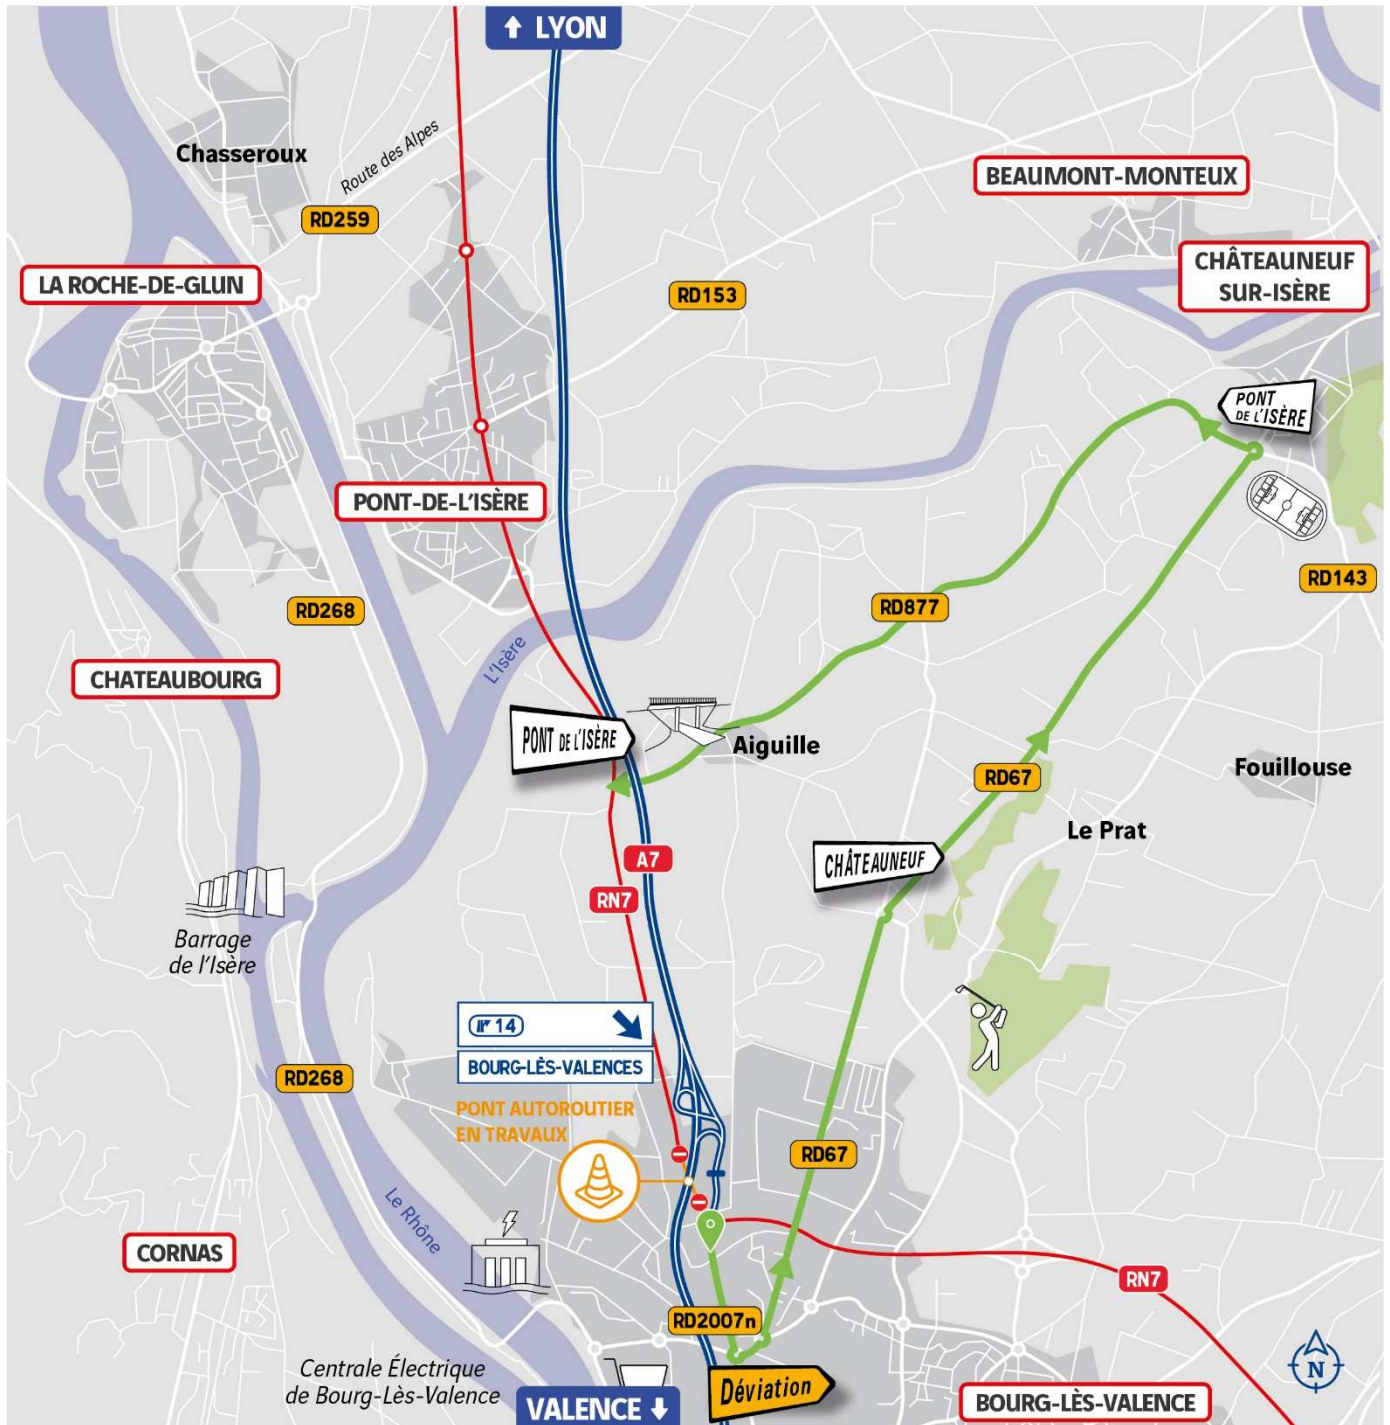 LYON
Chasseroux
Route des Alpes
BEAUMONT-MONTEUX
RD259
CHÂTEAUNEUF
SUR-ISÈRE
LA ROCHE-DE-GLUN
RD153
PONT
DE L'ISÈRE
PONT-DE-L'ISÈRE
RD143
RD268
RD877
L'Isère
CHATEAUBOURG
PONT DE L'ISÈRE
Aiguille
Fouillouse
RD67
Le Prat
A7
CHÂTEAUNEUF
RN7
Barrage
de l'Isère
14
BOURG-LÈS-VALENCES
RD268
PONT AUTOROUTIER
EN TRAVAUX
RD67
Le Rhône
CORNAS
RN7
RD2007n
Centrale Électrique
de Bourg-Lès-Valence
N
Déviation
VALENCE
BOURG-LÈS-VALENCE